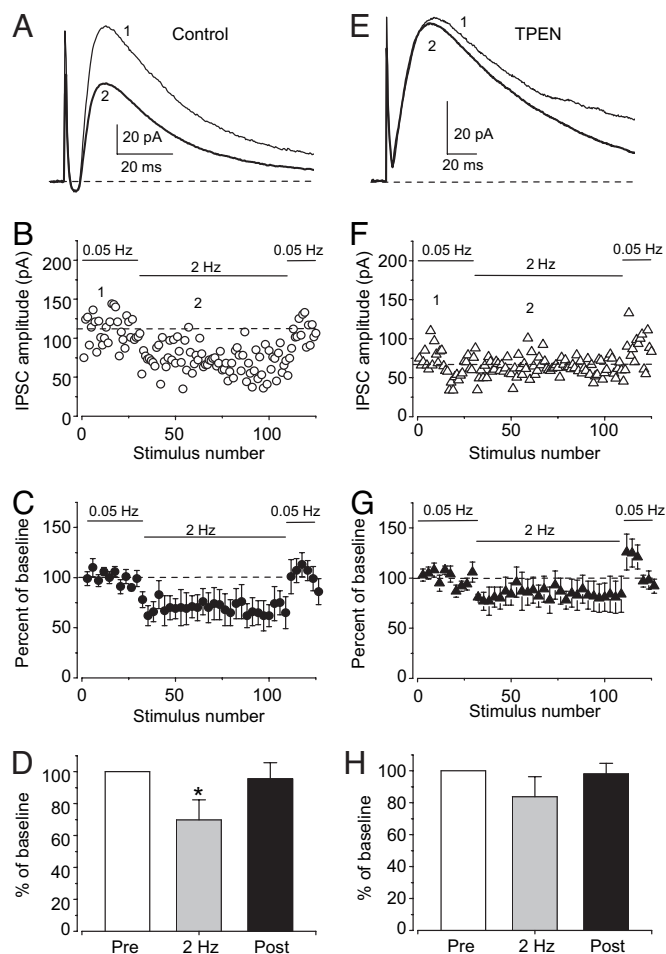 A
Control
1
2
20 pA
20 ms
E
TPEN
1
2
20 pA
20 ms
B
0.05 Hz
0.05 Hz
2 Hz
1
2
200
150
100
50
0
IPSC amplitude (pA)
0
50
100
Stimulus number
F
0.05 Hz
0.05 Hz
2 Hz
1
2
200
150
100
50
0
IPSC amplitude (pA)
0
50
100
Stimulus number
C
0.05 Hz
0.05 Hz
2 Hz
150
100
50
0
Percent of baseline
0
50
100
Stimulus number
G
0.05 Hz
0.05 Hz
2 Hz
150
100
50
0
Percent of baseline
0
50
100
Stimulus number
D
100
80
60
40
20
0
% of baseline
*
Pre
2 Hz
Post
H
100
80
60
40
20
0
% of baseline
Pre
2 Hz
Post